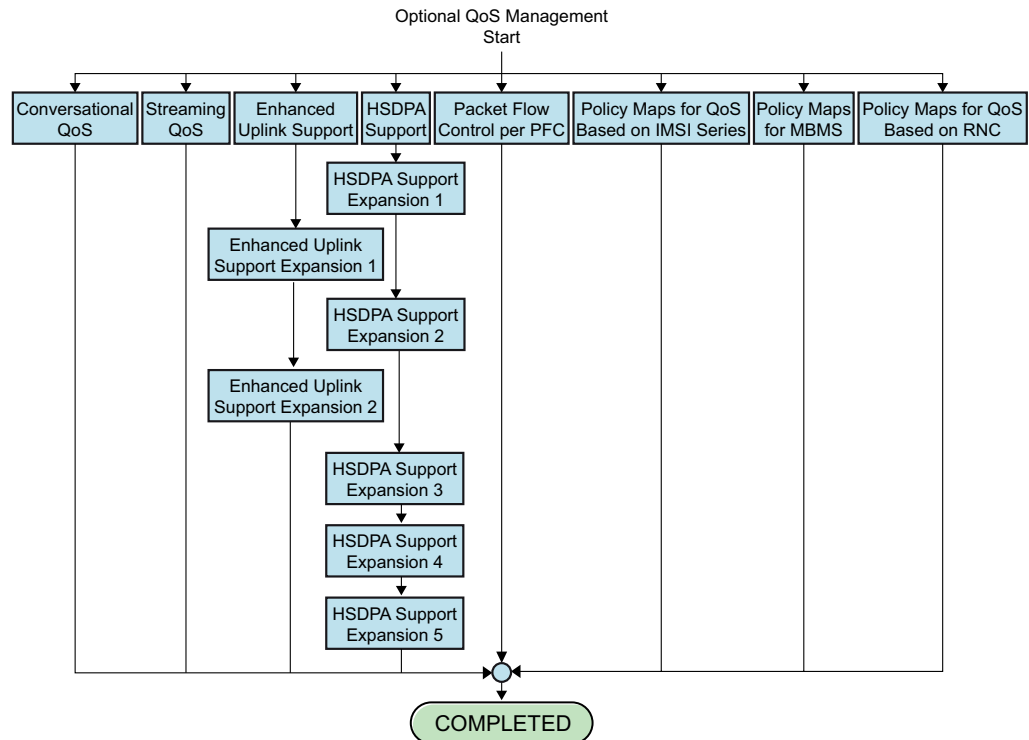 Optional QoS Management
Start
Conversational
QoS
Streaming
QoS
Enhanced
Uplink Support
HSDPA
Support
Packet Flow
Control per PFC
Policy Maps for QoS
Based on IMSI Series
Policy Maps
for MBMS
Policy Maps for QoS
Based on RNC
HSDPA Support
Expansion 1
Enhanced Uplink
Support Expansion 1
HSDPA Support
Expansion 2
Enhanced Uplink
Support Expansion 2
HSDPA Support
Expansion 3
HSDPA Support
Expansion 4
HSDPA Support
Expansion 5
COMPLETED